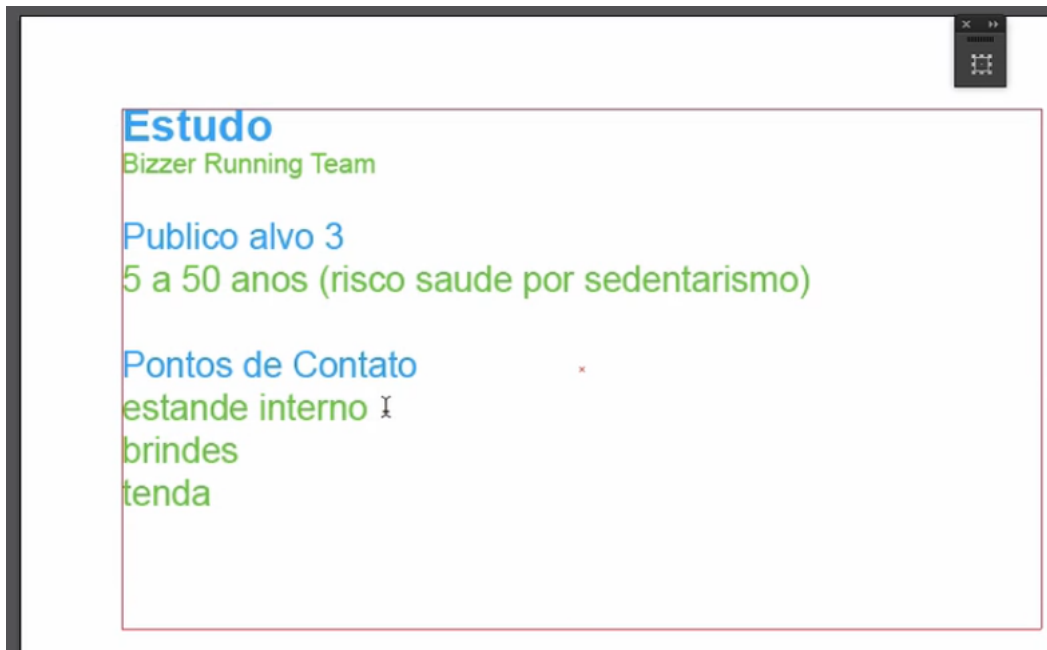 Estudo
Bizzer Running Team
Publico alvo 3
5 a 50 anos (risco saude por sedentarismo)
Pontos de Contato
estande interno
brindes
tenda